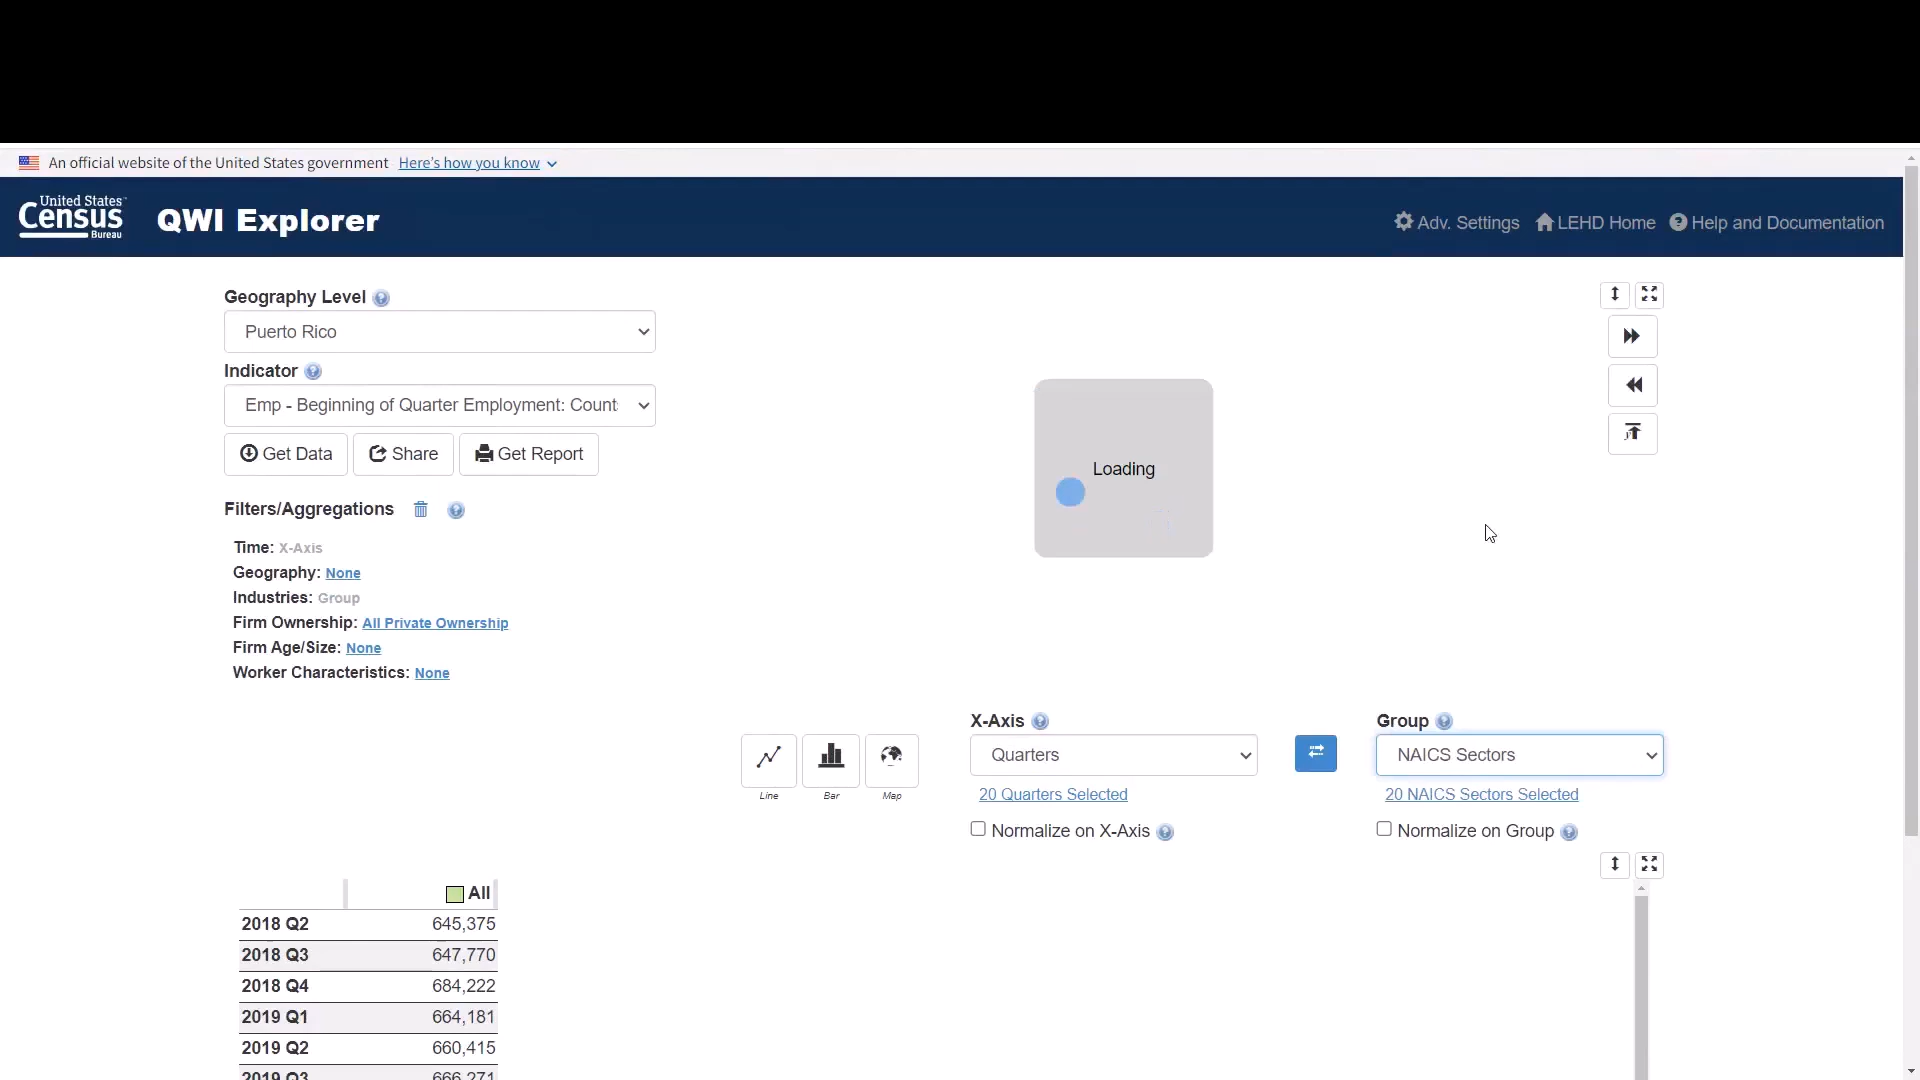 An official website of the United States government Here's how you know
United States
Census
Bureau
QWI Explorer
Adv. Settings LEHD Home Help and Documentation
Geography Level
Puerto Rico
Indicator
Emp - Beginning of Quarter Employment: Count
Get Data Share Get Report
Filters/Aggregations
Time: X-Axis
Geography: None
Industries: Group
Firm Ownership: All Private Ownership
Firm Age/Size: None
Worker Characteristics: None
Loading
Line Bar Map
X-Axis
Quarters
20 Quarters Selected
Normalize on X-Axis
Group
NAICS Sectors
20 NAICS Sectors Selected
Normalize on Group
All
2018 Q2 645,375
2018 Q3 647,770
2018 Q4 684,222
2019 Q1 664,181
2019 Q2 660,415
2019 Q3 666,271